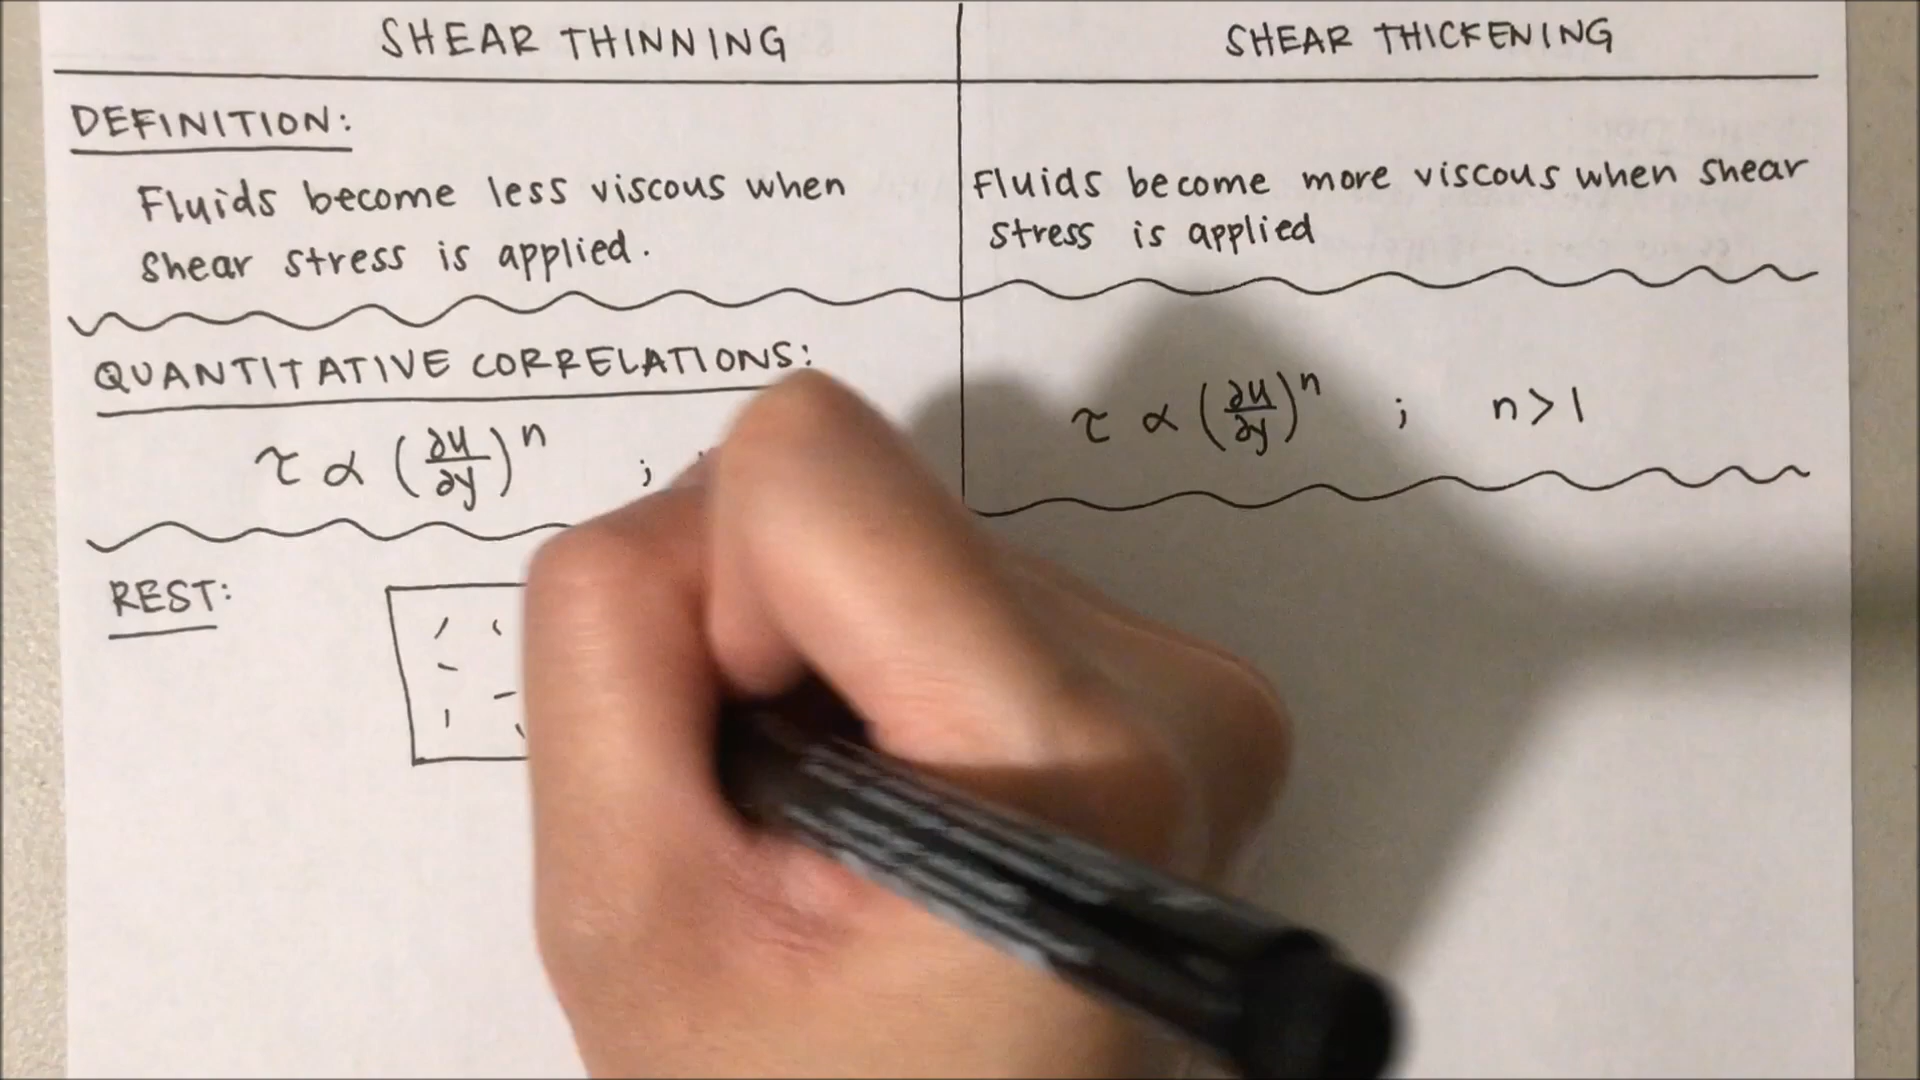 SHEAR THINNING
SHEAR THICKENING
DEFINITION:
Fluids become less viscous when
shear stress is applied.
Fluids become more viscous when shear
stress is applied
QUANTITATIVE CORRELATIONS:
τ ∝ (∂u/∂y)^n ;
τ ∝ (∂u/∂y)^n ; n>1
REST: